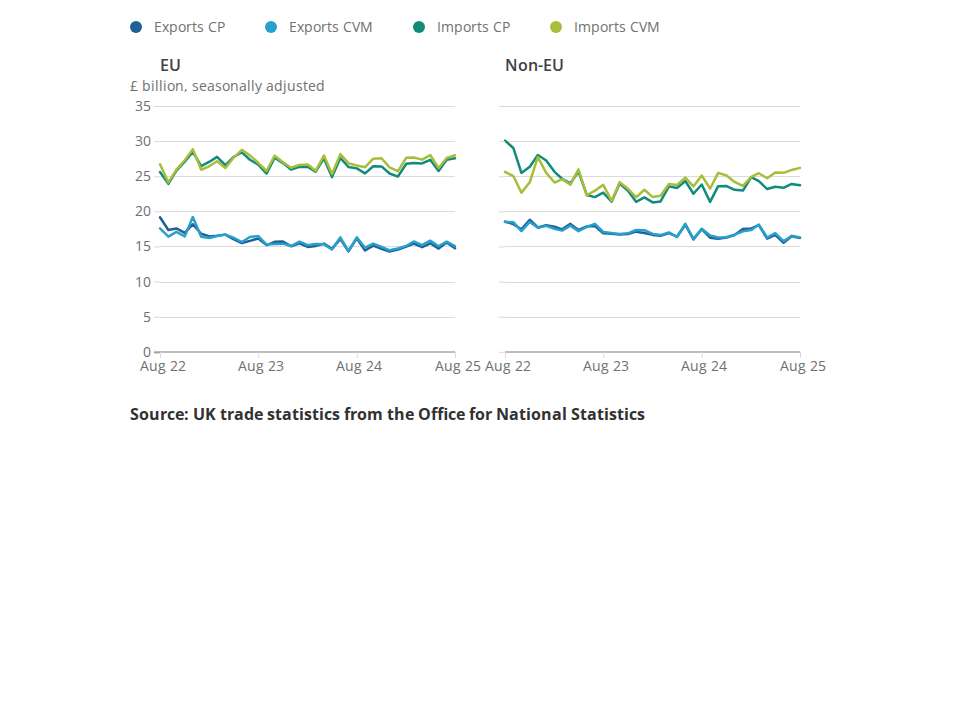 Exports CP Exports CVM Imports CP Imports CVM
EU Non-EU
£ billion, seasonally adjusted
35
30
25
20
15
10
5
0
Aug 22 Aug 23 Aug 24 Aug 25 Aug 22 Aug 23 Aug 24 Aug 25
Source: UK trade statistics from the Office for National Statistics